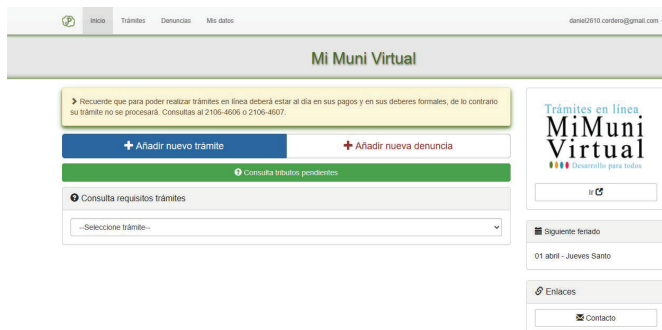 Inicio Trámites Denuncias Mis datos daniel2610.cordero@gmail.com
Mi Muni Virtual
Recuerde que para poder realizar trámites en línea deberá estar al día en sus pagos y en sus deberes formales, de lo contrario
su trámite no se procesará. Consultas al 2106-4606 o 2106-4607.
Añadir nuevo trámite
Añadir nueva denuncia
Consulta tributos pendientes
Consulta requisitos trámites
--Seleccione trámite--
Trámites en línea
MiMuni
Virtual
Desarrollo para todos
Ir
Siguiente feriado
01 abril - Jueves Santo
Enlaces
Contacto